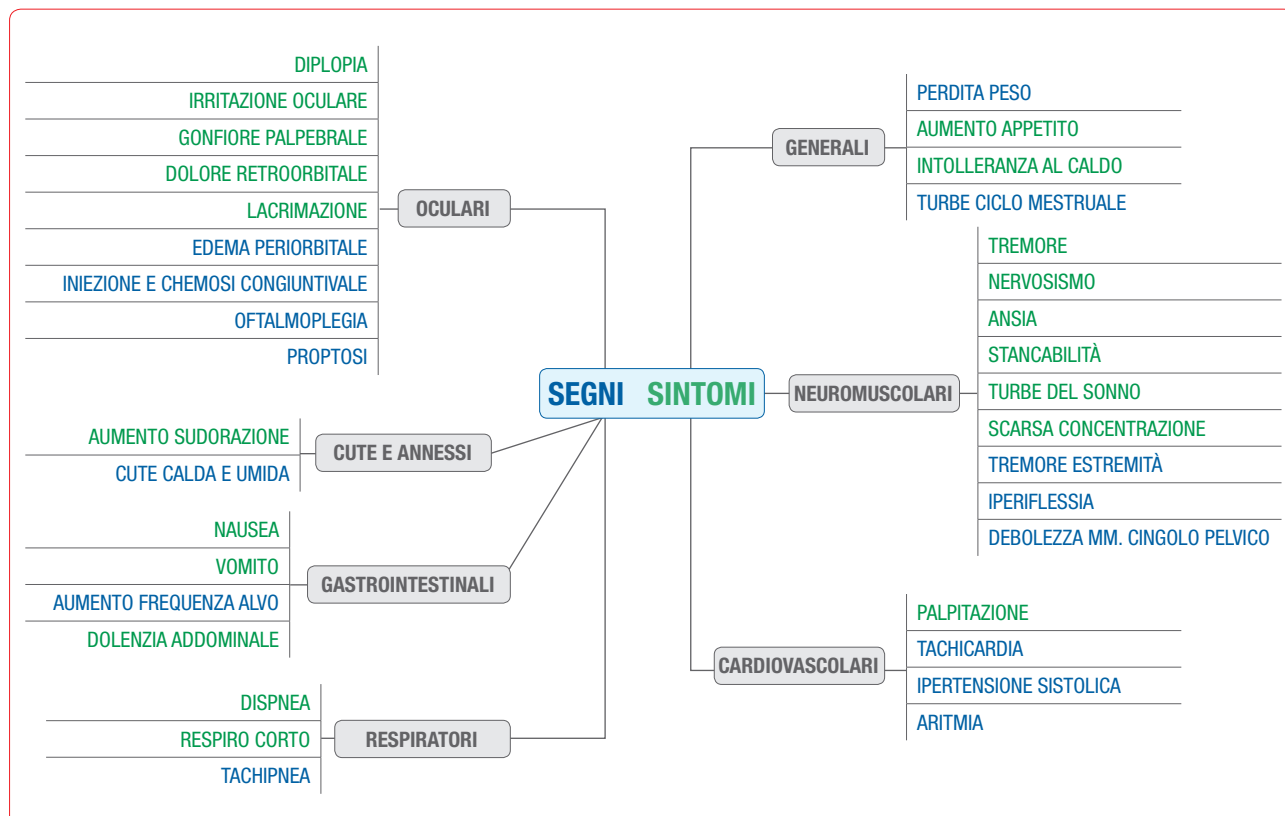 DIPLOPIA
IRRITAZIONE OCULARE
GONFIORE PALPEBRALE
DOLORE RETROORBITALE
LACRIMAZIONE
EDEMA PERIORBITALE
INIEZIONE E CHEMOSI CONGIUNTIVALE
OFTALMOPLEGIA
PROPTOSI
OCULARI
AUMENTO SUDORAZIONE
CUTE CALDA E UMIDA
CUTE E ANNESSI
NAUSEA
VOMITO
AUMENTO FREQUENZA ALVO
DOLENZIA ADDOMINALE
GASTROINTESTINALI
DISPNEA
RESPIRO CORTO
TACHIPNEA
RESPIRATORI
SEGNI SINTOMI
GENERALI
PERDITA PESO
AUMENTO APPETITO
INTOLLERANZA AL CALDO
TURBE CICLO MESTRUALE
NEUROMUSCOLARI
TREMORE
NERVOSISMO
ANSIA
STANCABILITÀ
TURBE DEL SONNO
SCARSA CONCENTRAZIONE
TREMORE ESTREMITÀ
IPERIFLESSIA
DEBOLEZZA MM. CINGOLO PELVICO
CARDIOVASCOLARI
PALPITAZIONE
TACHICARDIA
IPERTENSIONE SISTOLICA
ARITMIA